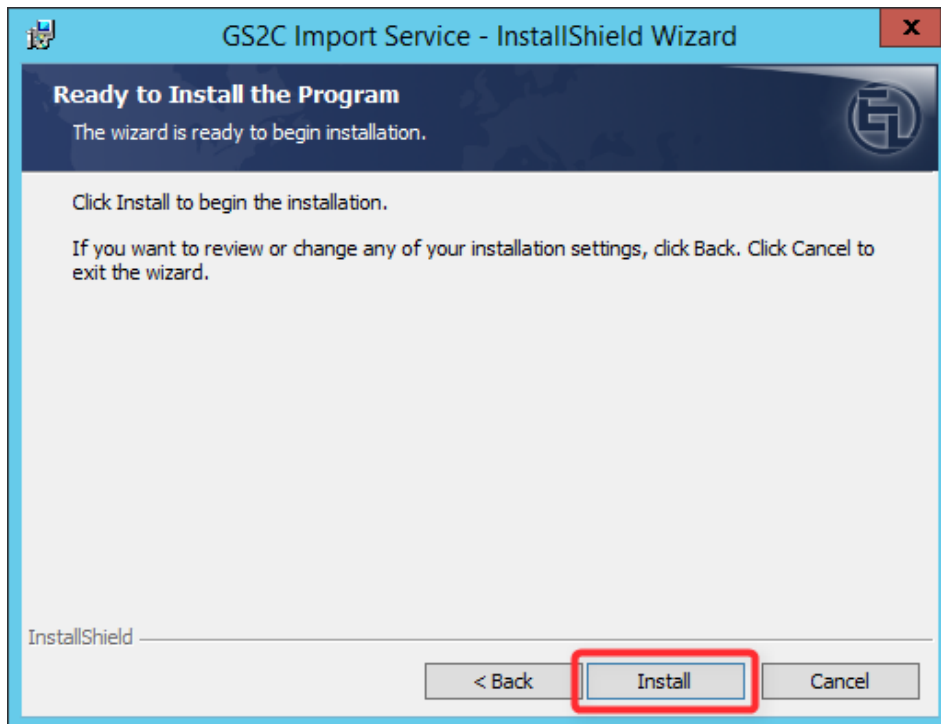 GS2C Import Service - InstallShield Wizard
x
Ready to Install the Program
The wizard is ready to begin installation.
Click Install to begin the installation.
If you want to review or change any of your installation settings, click Back. Click Cancel to
exit the wizard.
InstallShield
< Back
Install
Cancel